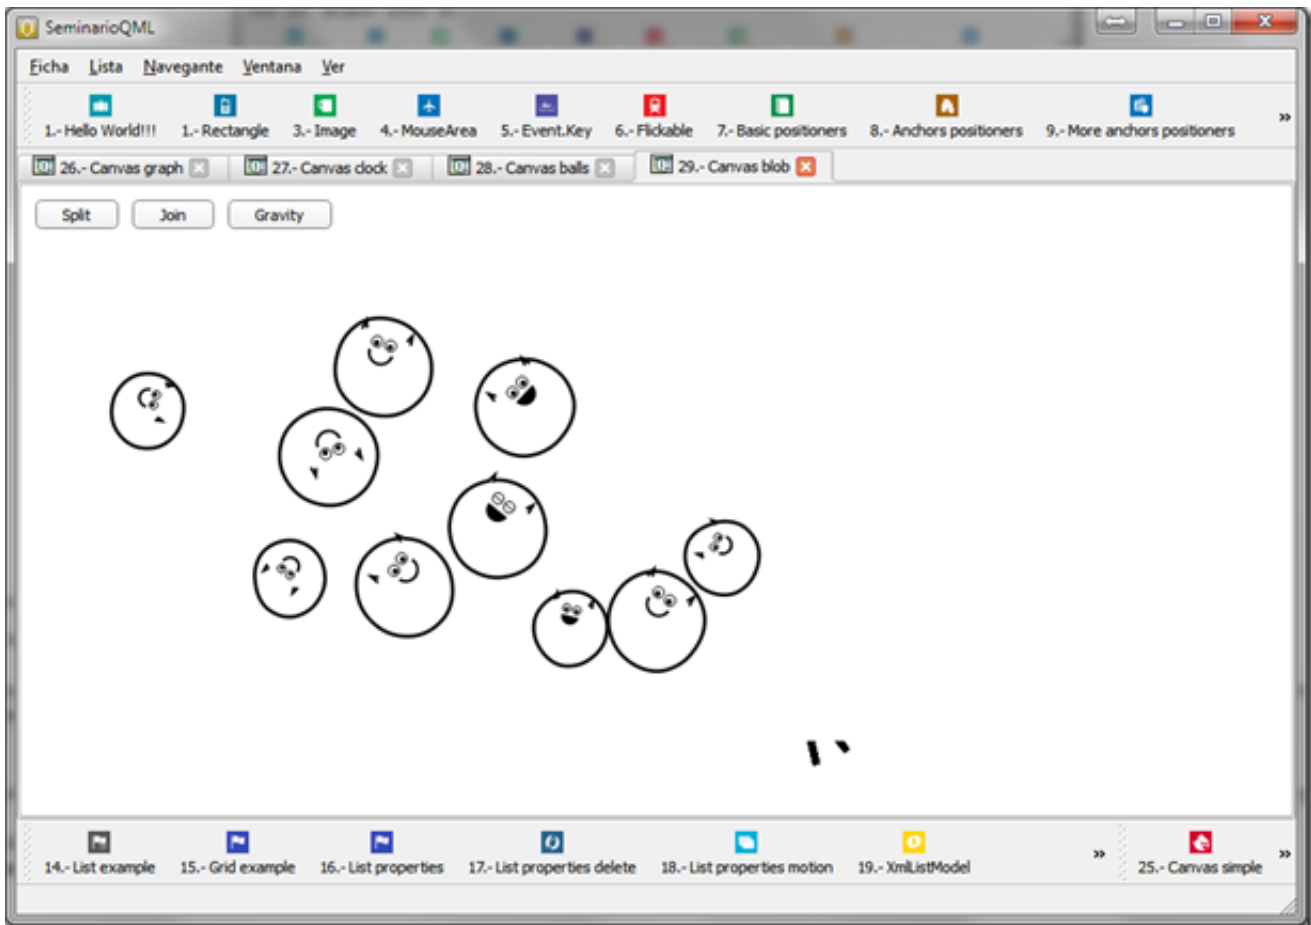 SeminarioQML
Ficha Lista Navegante Ventana Ver
1.- Hello World!!! 1.- Rectangle 3.- Image 4.- MouseArea 5.- Event.Key 6.- Flickable 7.- Basic positioners 8.- Anchors positioners 9.- More anchors positioners »
26.- Canvas graph 27.- Canvas clock 28.- Canvas balls 29.- Canvas blob
Split Join Gravity
14.- List example 15.- Grid example 16.- List properties 17.- List properties delete 18.- List properties motion 19.- XmlListModel » 25.- Canvas simple »